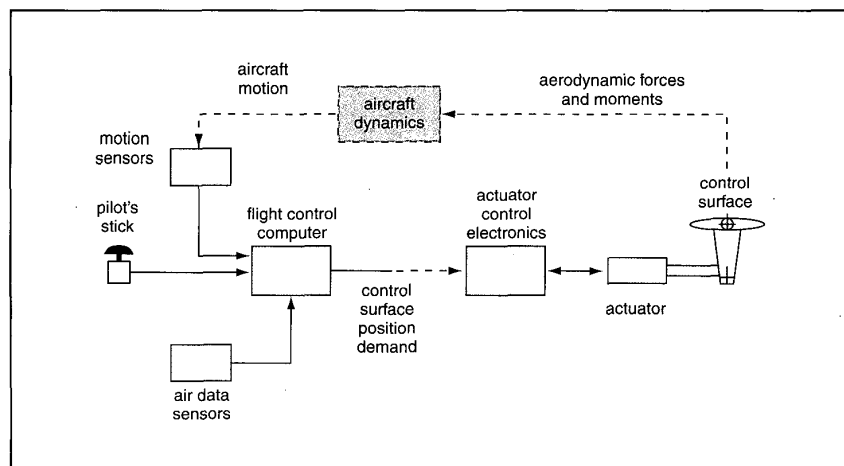 aircraft
motion
aircraft
dynamics
aerodynamic forces
and moments
motion
sensors
pilot's
stick
flight control
computer
actuator
control
electronics
control
surface
control
surface
position
demand
actuator
air data
sensors